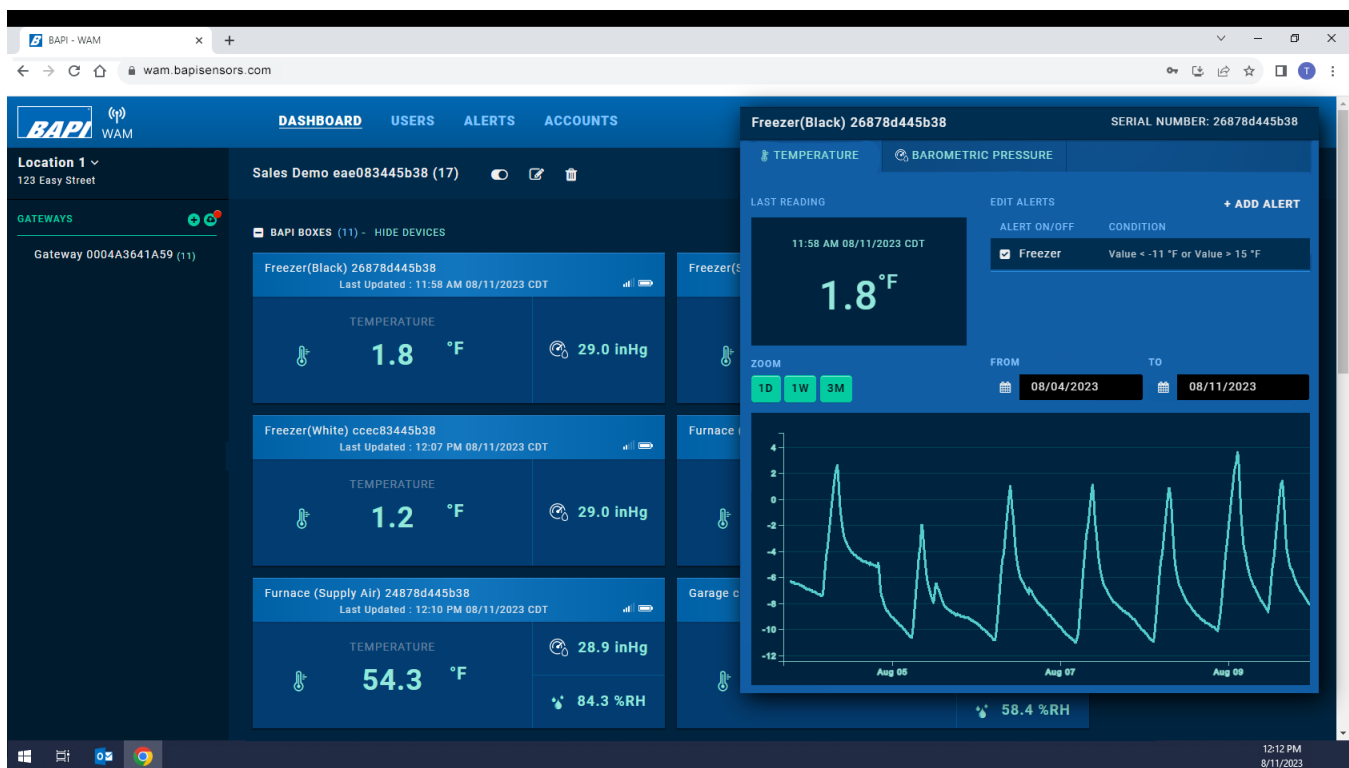 BAPI - WAM
wam.bapisensors.com
T
BAPI
WAM
DASHBOARD USERS ALERTS ACCOUNTS
Location 1
123 Easy Street
GATEWAYS
Gateway 0004A3641A59 (11)
Sales Demo eae083445b38 (17)
BAPI BOXES (11) - HIDE DEVICES
Freezer(Black) 26878d445b38
Last Updated : 11:58 AM 08/11/2023 CDT
TEMPERATURE
1.8 °F
29.0 inHg
Freezer(S
Freezer(White) ccec83445b38
Last Updated : 12:07 PM 08/11/2023 CDT
TEMPERATURE
1.2 °F
29.0 inHg
Furnace (
Furnace (Supply Air) 24878d445b38
Last Updated : 12:10 PM 08/11/2023 CDT
TEMPERATURE
54.3 °F
28.9 inHg
84.3 %RH
Garage c
58.4 %RH
Freezer(Black) 26878d445b38
SERIAL NUMBER: 26878d445b38
TEMPERATURE
BAROMETRIC PRESSURE
LAST READING
11:58 AM 08/11/2023 CDT
1.8°F
EDIT ALERTS
+ ADD ALERT
ALERT ON/OFF CONDITION
Freezer Value < -11 °F or Value > 15 °F
ZOOM
1D 1W 3M
FROM TO
08/04/2023 08/11/2023
4
2
0
-2
-4
-6
-8
-10
-12
Aug 05 Aug 07 Aug 09
12:12 PM
8/11/2023